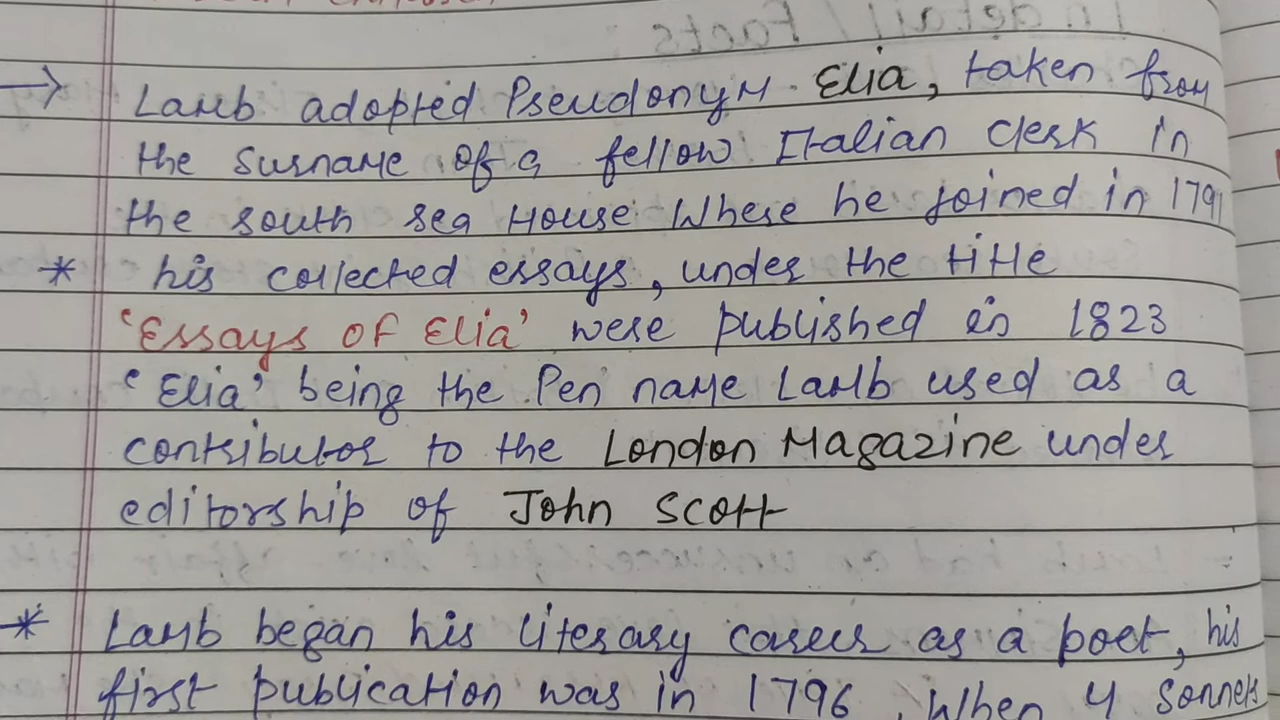 → Lamb adopted Pseudonym. Elia, taken from
the surname of a fellow Italian clerk in
the south sea House where he joined in 1791
* his collected essays, under the title
'Essays of Elia' were published in 1823
'Elia' being the Pen name Lamb used as a
contributor to the London Magazine under
editorship of John Scott
* Lamb began his literary career as a poet, his
first publication was in 1796, when 4 sonnets